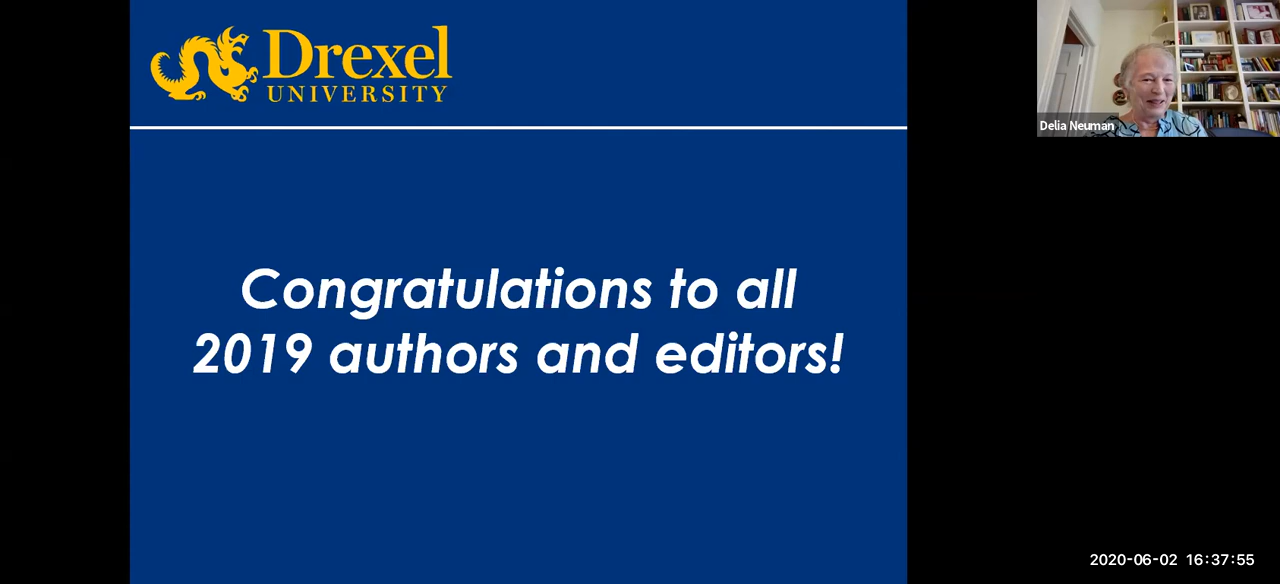 Drexel
UNIVERSITY
Delia Neuman
Congratulations to all
2019 authors and editors!
2020-06-02 16:37:55